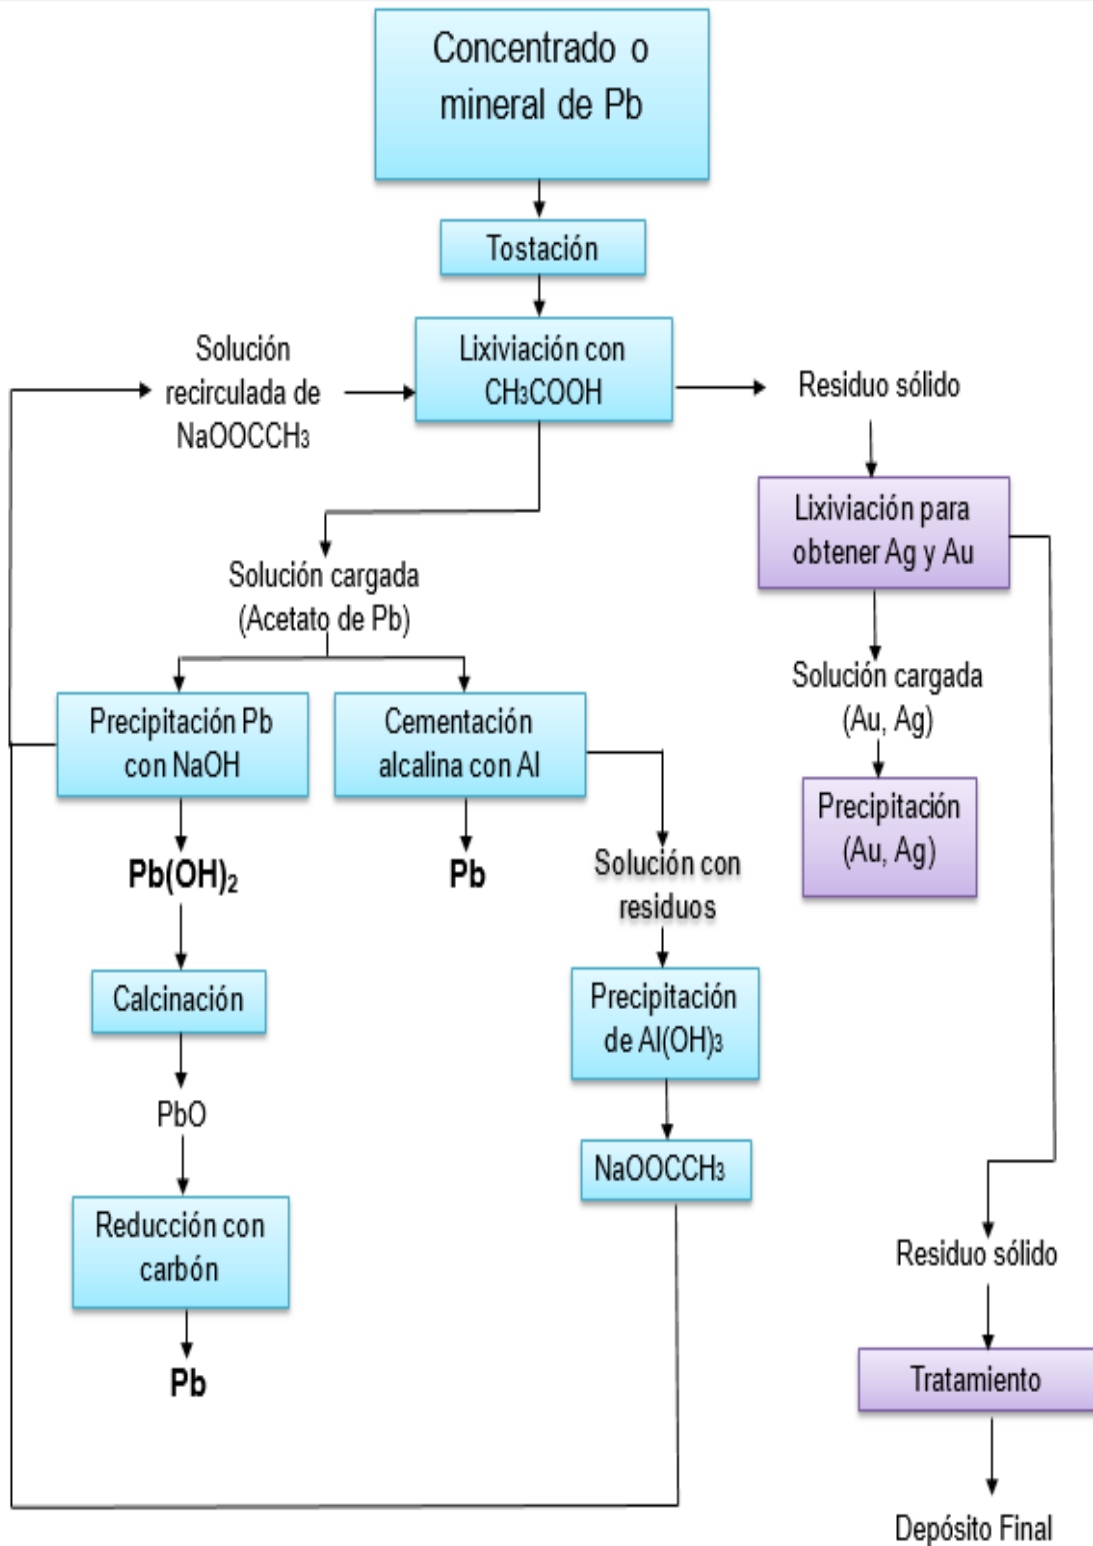 Concentrado o
mineral de Pb
Tostación
Solución
recirculada de
NaOOCCH₃
Lixiviación con
CH₃COOH
Residuo sólido
Lixiviación para
obtener Ag y Au
Solución cargada
(Acetato de Pb)
Solución cargada
(Au, Ag)
Precipitación Pb
con NaOH
Cementación
alcalina con Al
Precipitación
(Au, Ag)
Pb(OH)₂
Pb
Solución con
residuos
Calcinación
Precipitación
de Al(OH)₃
PbO
NaOOCCH₃
Reducción con
carbón
Residuo sólido
Pb
Tratamiento
Depósito Final